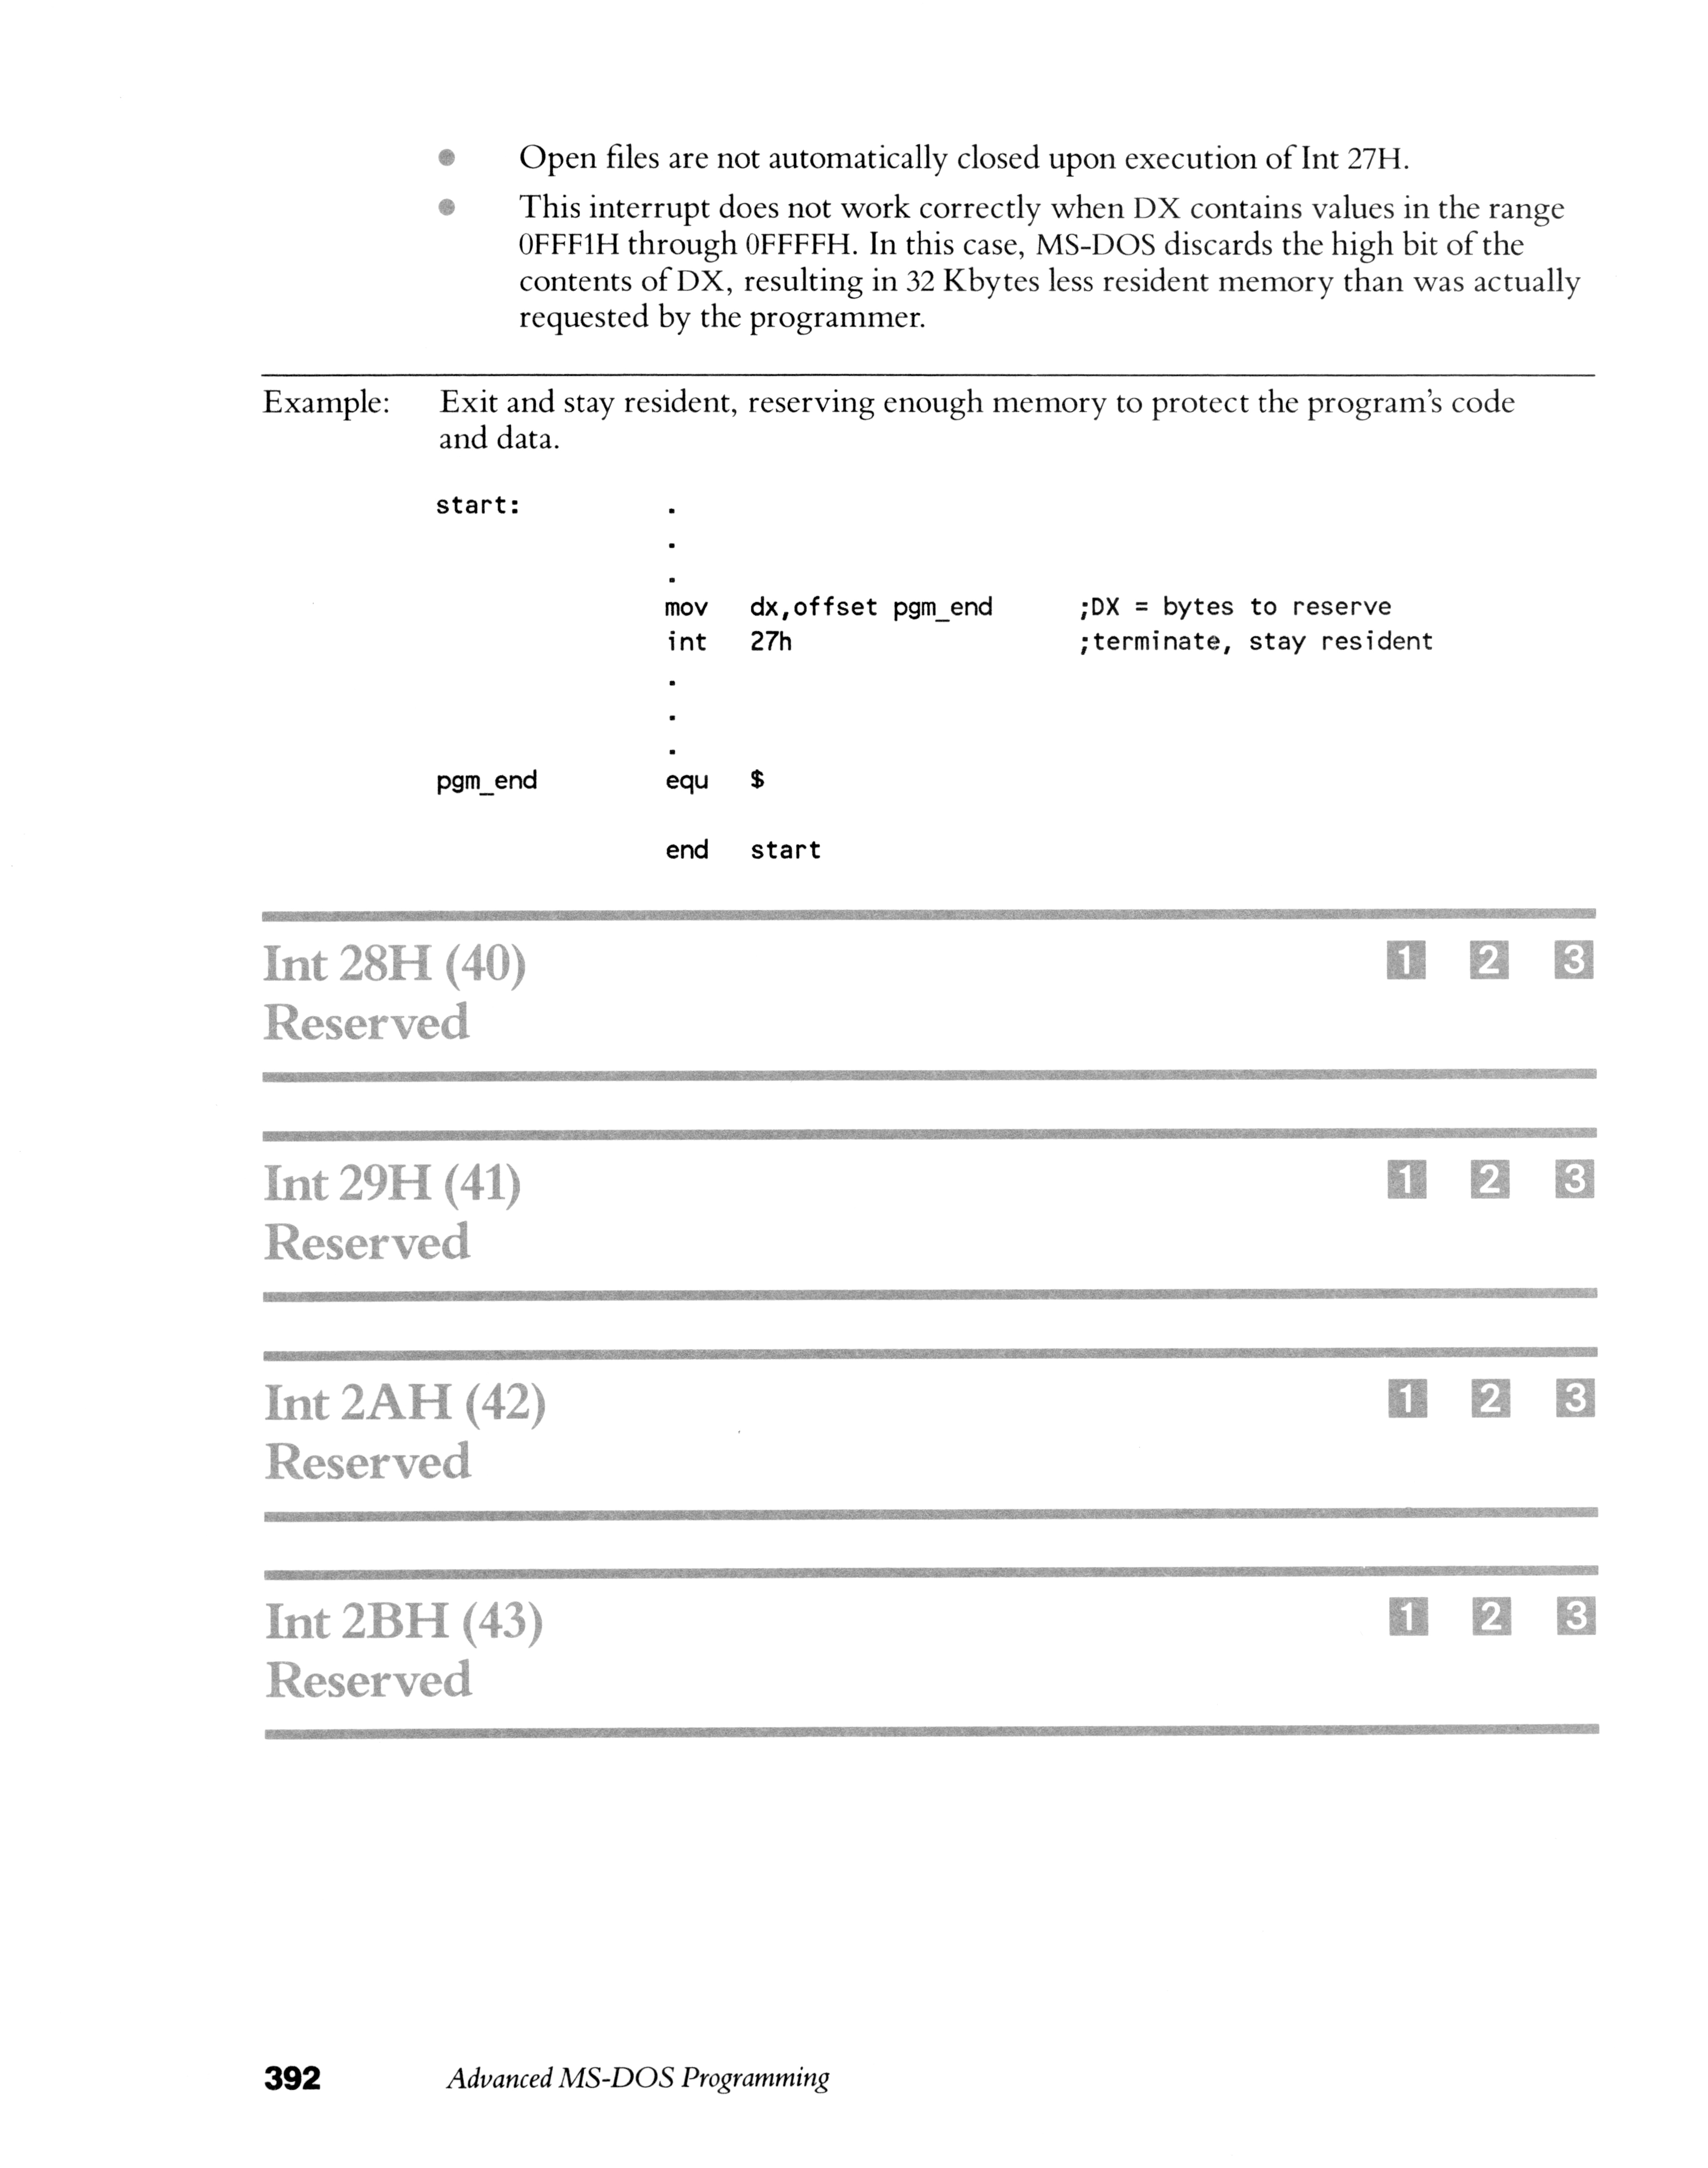 Open files are not automatically closed upon execution of Int 27H.
This interrupt does not work correctly when DX contains values in the range
0FFF1H through 0FFFFH. In this case, MS-DOS discards the high bit of the
contents of DX, resulting in 32 Kbytes less resident memory than was actually
requested by the programmer.
Example: Exit and stay resident, reserving enough memory to protect the program's code
and data.
start: .
.
.
mov dx,offset pgm_end ;DX = bytes to reserve
int 27h ;terminate, stay resident
.
.
.
pgm_end equ $
end start
Int 28H (40) 1 2 3
Reserved
Int 29H (41) 1 2 3
Reserved
Int 2AH (42) 1 2 3
Reserved
Int 2BH (43) 1 2 3
Reserved
392 Advanced MS-DOS Programming